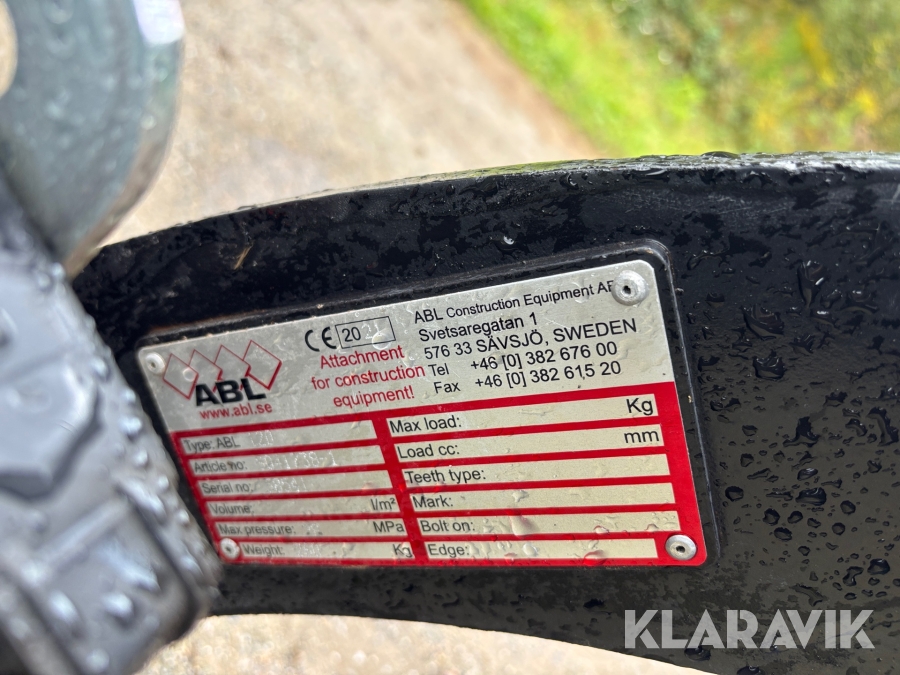 ABL
www.abl.se
CE 20
Attachment
for construction
equipment!
ABL Construction Equipment AB
Svetsaregatan 1
576 33 SÄVSJÖ, SWEDEN
Tel +46 [0] 382 676 00
Fax +46 [0] 382 615 20
Type: ABL
Article no:
Serial no:
Volume: l/m²
Max pressure: MPa
Weight: Kg
Max load: Kg
Load cc: mm
Teeth type:
Mark:
Bolt on:
Edge:
KLARAVIK